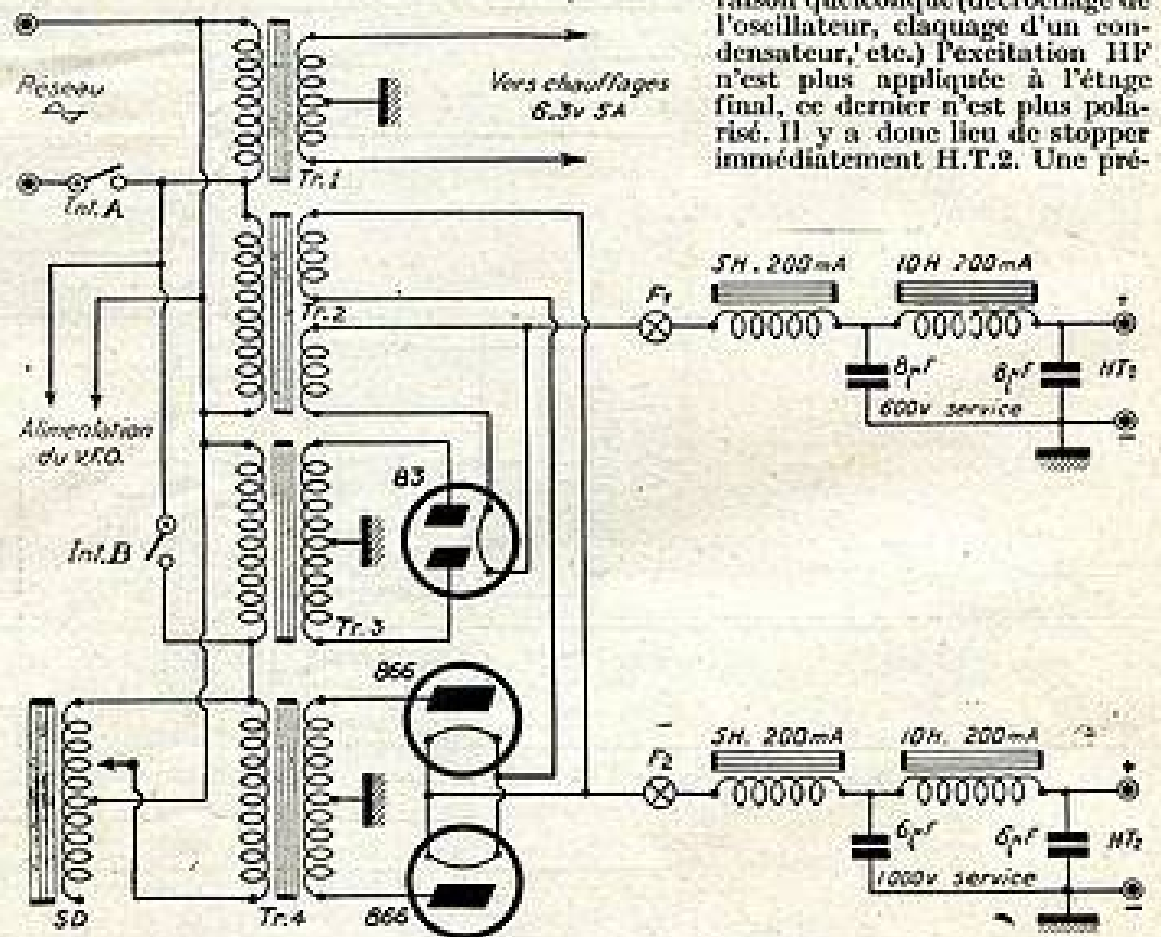 raison quelconque (décrochage de
l'oscillateur, claquage d'un con-
densateur, etc.) l'excitation HF
n'est plus appliquée à l'étage
final, ce dernier n'est plus pola-
risé. Il y a donc lieu de stopper
immédiatement H.T.2. Une pré-
Réseau
Int.A
Tr.1
Vers chauffages
6.3v 5A
Tr.2
Alimentation
du V.F.O.
F1
5H. 200mA
10H 200mA
+
8µF
8µF
600v service
−
83
Int.B
Tr.3
866
SD
Tr.4
866
F2
5H. 200mA
10H. 200mA
+
6µF
6µF
HT2
1000v service
−